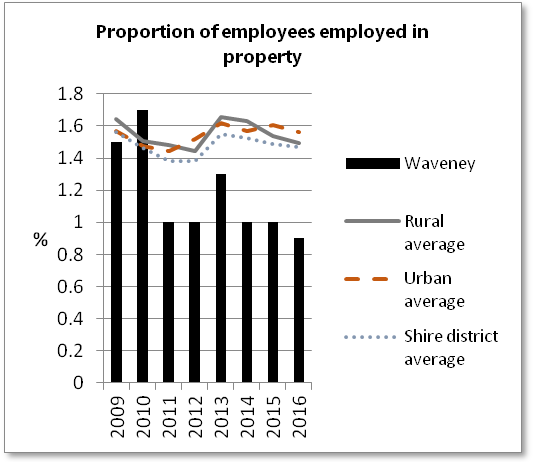 Proportion of employees employed in
property
1.8
1.6
1.4
1.2
1
0.8
0.6
0.4
0.2
0
%
2009
2010
2011
2012
2013
2014
2015
2016
Waveney
Rural
average
Urban
average
Shire district
average